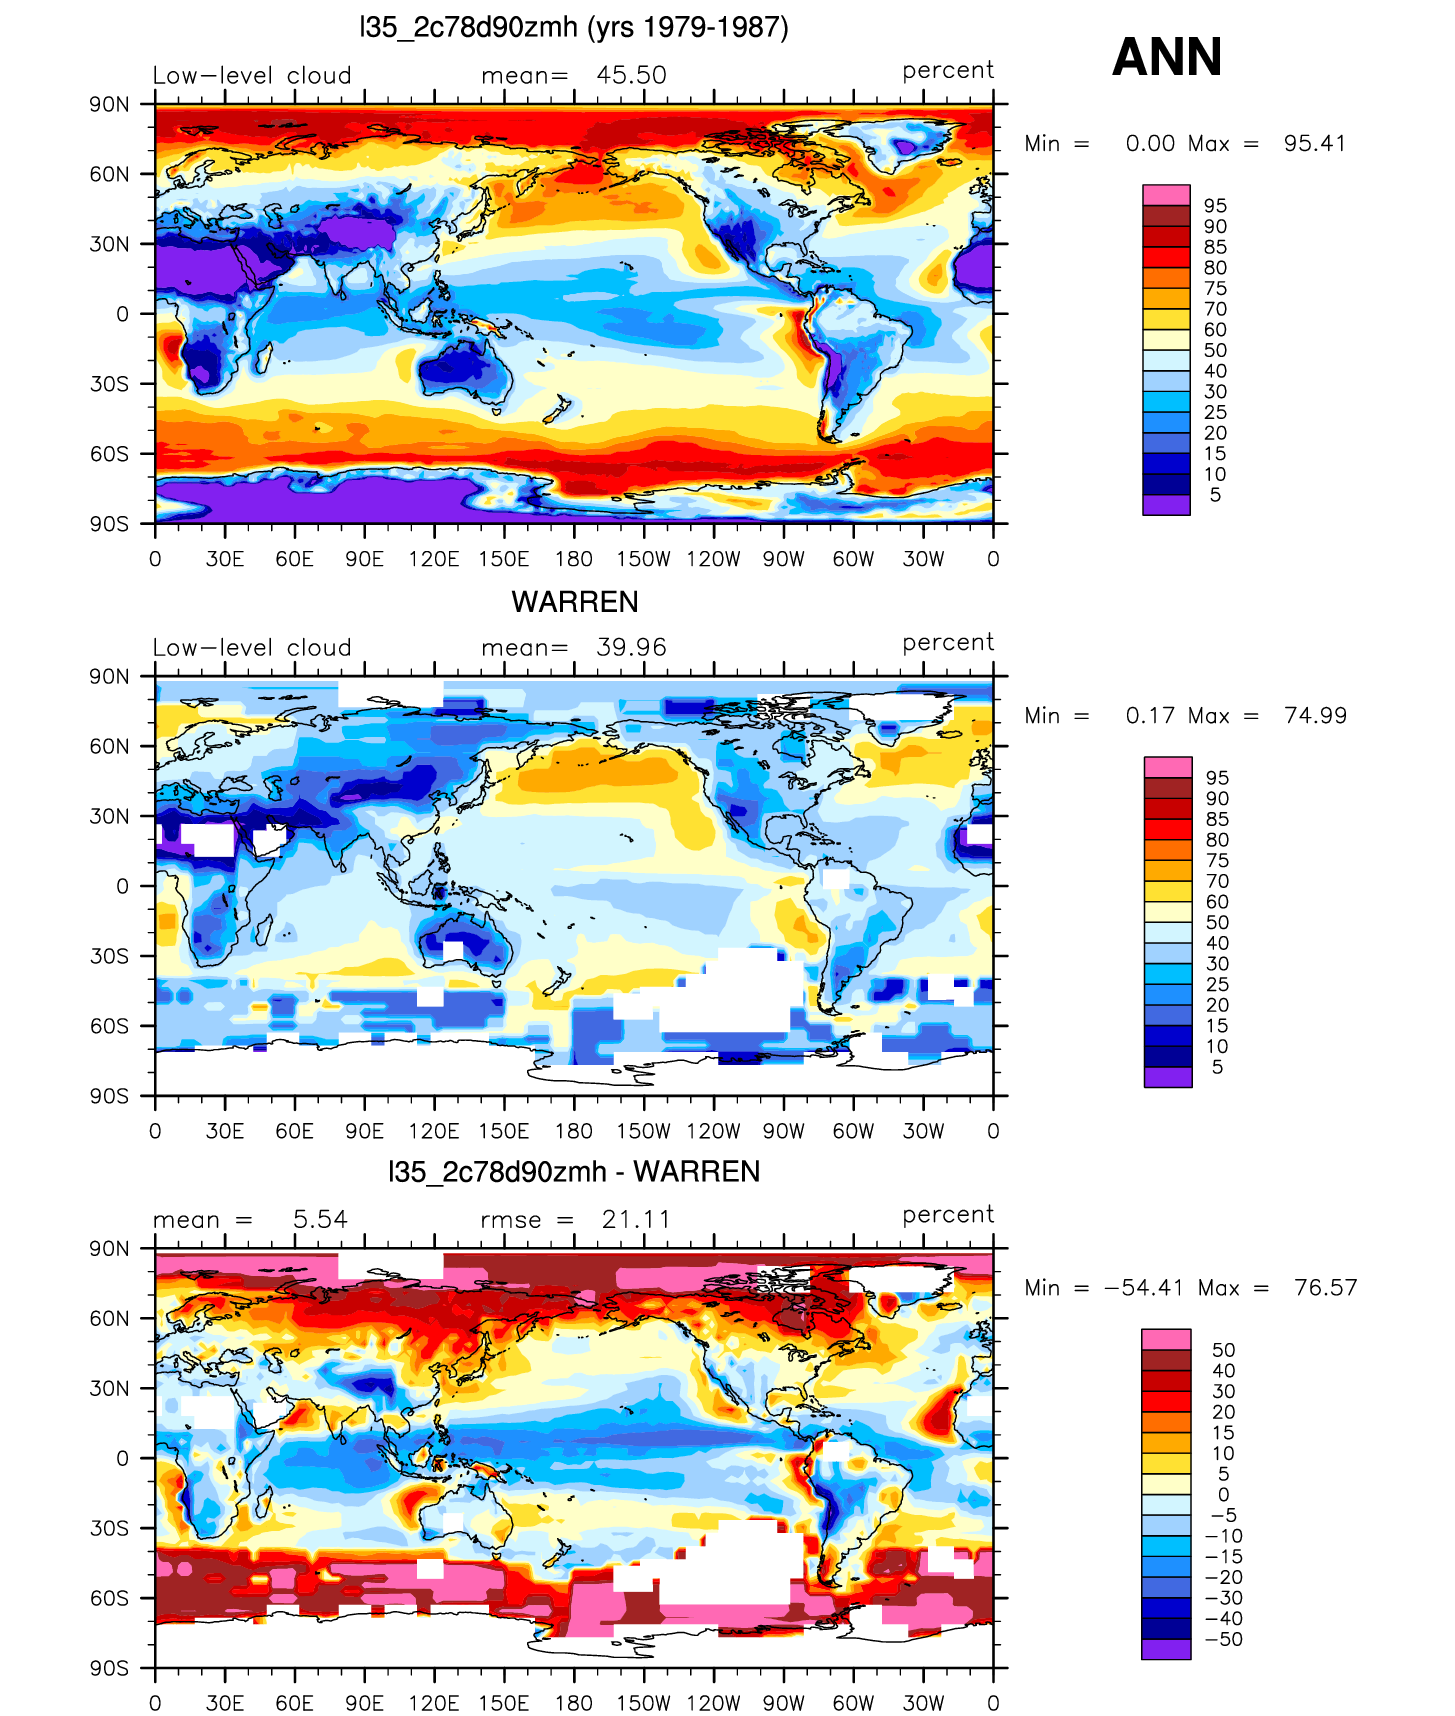 l35_2c78d90zmh (yrs 1979-1987)
ANN
Low-level cloud mean= 45.50 percent
Min = 0.00 Max = 95.41
90N
60N
30N
0
30S
60S
90S
0 30E 60E 90E 120E 150E 180 150W 120W 90W 60W 30W 0
95
90
85
80
75
70
60
50
40
30
25
20
15
10
5
WARREN
Low-level cloud mean= 39.96 percent
Min = 0.17 Max = 74.99
90N
60N
30N
0
30S
60S
90S
0 30E 60E 90E 120E 150E 180 150W 120W 90W 60W 30W 0
95
90
85
80
75
70
60
50
40
30
25
20
15
10
5
l35_2c78d90zmh - WARREN
mean = 5.54 rmse = 21.11 percent
Min = -54.41 Max = 76.57
90N
60N
30N
0
30S
60S
90S
0 30E 60E 90E 120E 150E 180 150W 120W 90W 60W 30W 0
50
40
30
20
15
10
5
0
-5
-10
-15
-20
-30
-40
-50